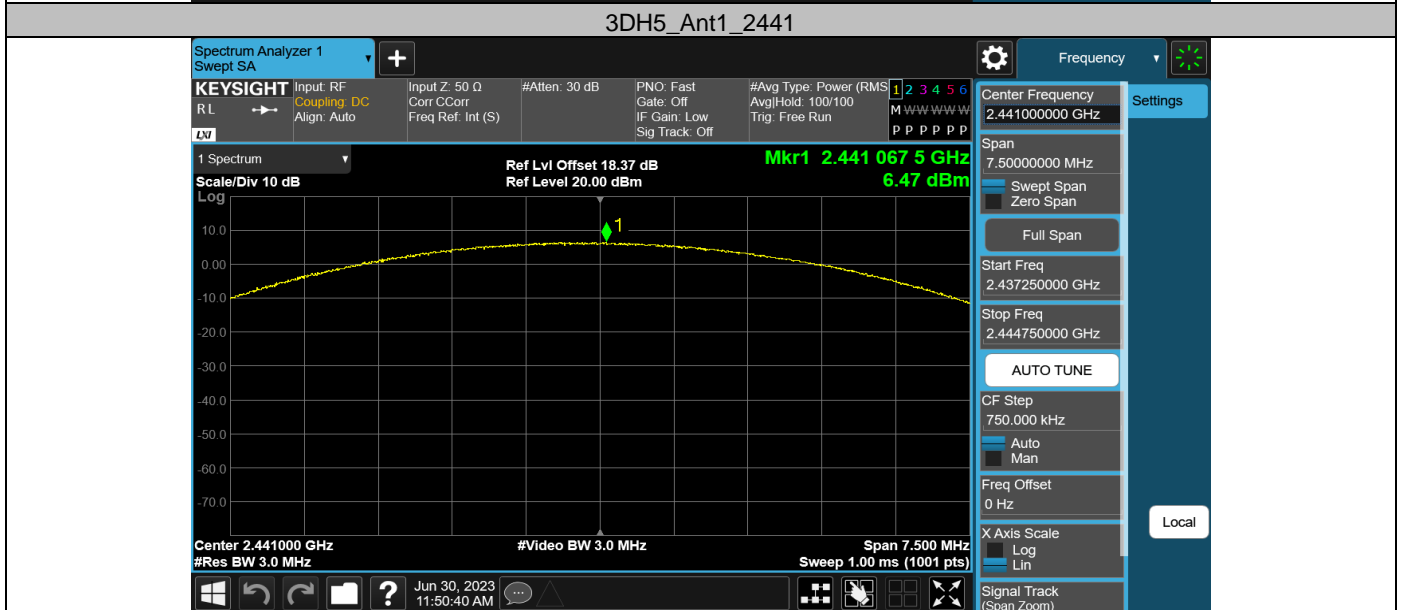 3DH5_Ant1_2441
Spectrum Analyzer 1
Swept SA
+
Frequency
KEYSIGHT
RL
LXI
Input: RF
Coupling: DC
Align: Auto
Input Z: 50 Ω
Corr CCorr
Freq Ref: Int (S)
#Atten: 30 dB
PNO: Fast
Gate: Off
IF Gain: Low
Sig Track: Off
#Avg Type: Power (RMS
Avg|Hold: 100/100
Trig: Free Run
1 2 3 4 5 6
M W W W W W
P P P P P P
1 Spectrum
Scale/Div 10 dB
Log
Ref Lvl Offset 18.37 dB
Ref Level 20.00 dBm
Mkr1 2.441 067 5 GHz
6.47 dBm
1
10.0
0.00
-10.0
-20.0
-30.0
-40.0
-50.0
-60.0
-70.0
Center 2.441000 GHz
#Res BW 3.0 MHz
#Video BW 3.0 MHz
Span 7.500 MHz
Sweep 1.00 ms (1001 pts)
?
Jun 30, 2023
11:50:40 AM
Center Frequency
2.441000000 GHz
Span
7.50000000 MHz
Swept Span
Zero Span
Full Span
Start Freq
2.437250000 GHz
Stop Freq
2.444750000 GHz
AUTO TUNE
CF Step
750.000 kHz
Auto
Man
Freq Offset
0 Hz
X Axis Scale
Log
Lin
Signal Track
(Span Zoom)
Settings
Local